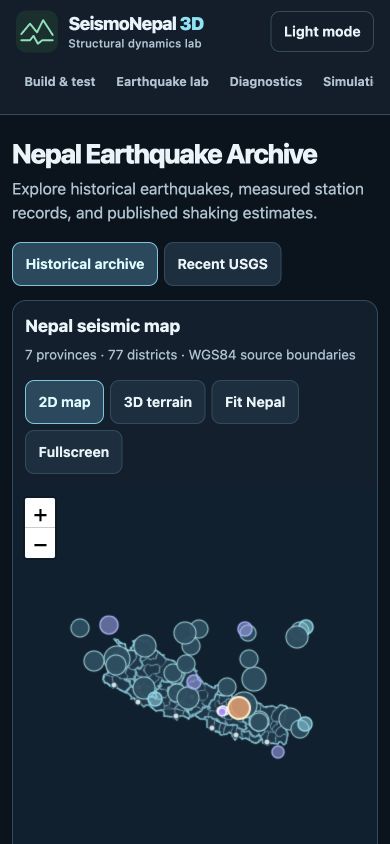 SeismoNepal 3D
Structural dynamics lab
Light mode
Build & test
Earthquake lab
Diagnostics
Simulati
Nepal Earthquake Archive
Explore historical earthquakes, measured station
records, and published shaking estimates.
Historical archive
Recent USGS
Nepal seismic map
7 provinces · 77 districts · WGS84 source boundaries
2D map
3D terrain
Fit Nepal
Fullscreen
+
−